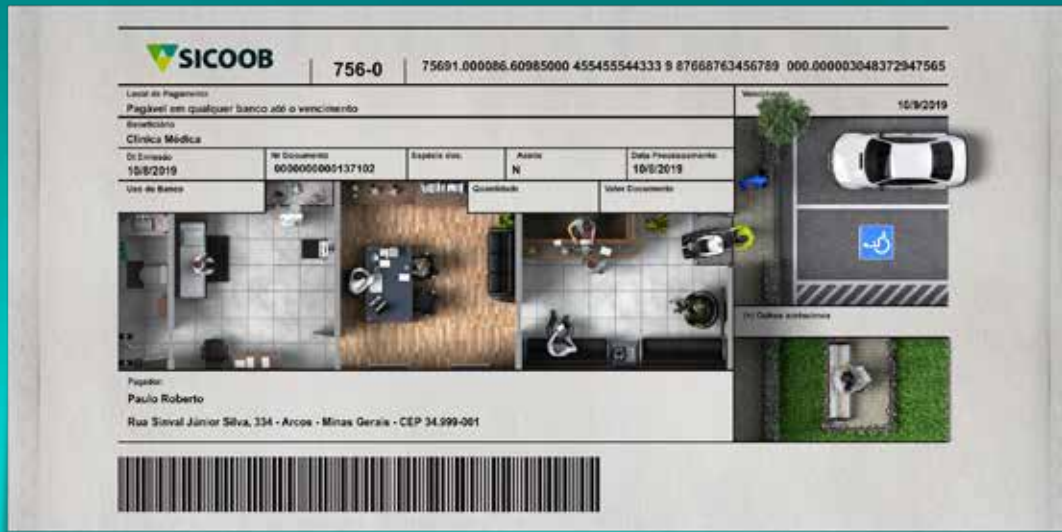 SICOOB
756-0
75691.000086.60985000 455455544333 9 87668763456789 000.000003048372947565
Local de Pagamento
Pagável em qualquer banco até o vencimento
Vencimento
10/9/2019
Beneficiário
Clínica Médica
Dt Emissão
10/8/2019
Nr Documento
0000000000137102
Espécie doc.
Aceite
N
Data Processamento
10/8/2019
Uso do Banco
Quantidade
Valor Documento
(+) Outros acréscimos
Pagador:
Paulo Roberto
Rua Sinval Júnior Silva, 334 - Arcos - Minas Gerais - CEP 34.999-001